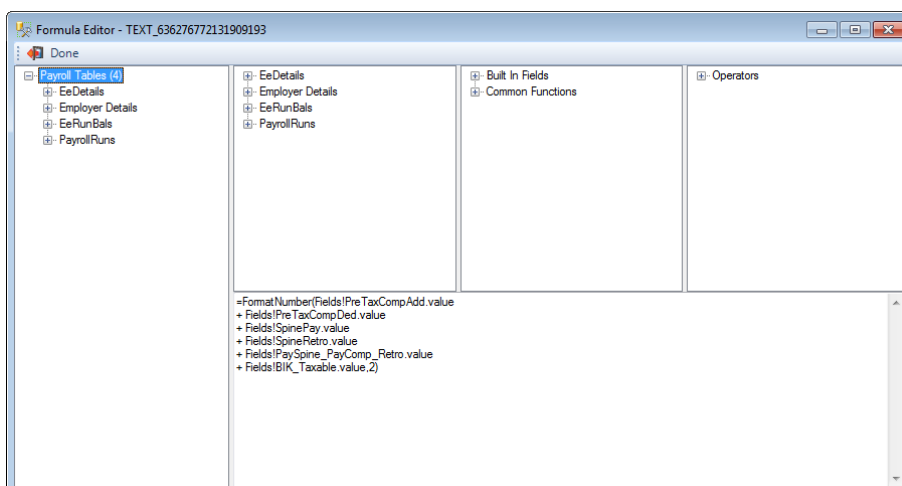 Formula Editor - TEXT_636276772131909193
Done
Payroll Tables (4)
EeDetails
Employer Details
EeRunBals
PayrollRuns
EeDetails
Employer Details
EeRunBals
PayrollRuns
Built In Fields
Common Functions
Operators
=FormatNumber(Fields!PreTaxCompAdd.value
+ Fields!PreTaxCompDed.value
+ Fields!SpinePay.value
+ Fields!SpineRetro.value
+ Fields!PaySpine_PayComp_Retro.value
+ Fields!BIK_Taxable.value,2)